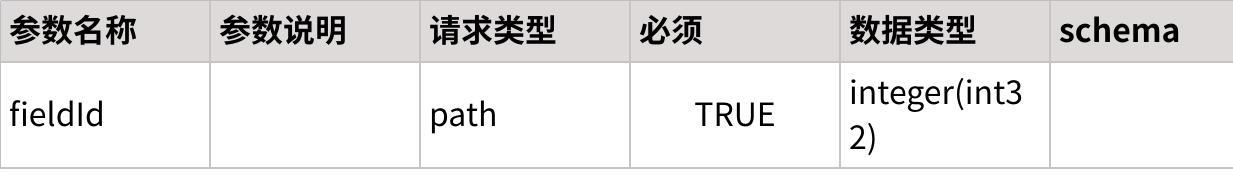 参数名称 参数说明 请求类型 必须 数据类型 schema
fieldId path TRUE integer(int3
2)